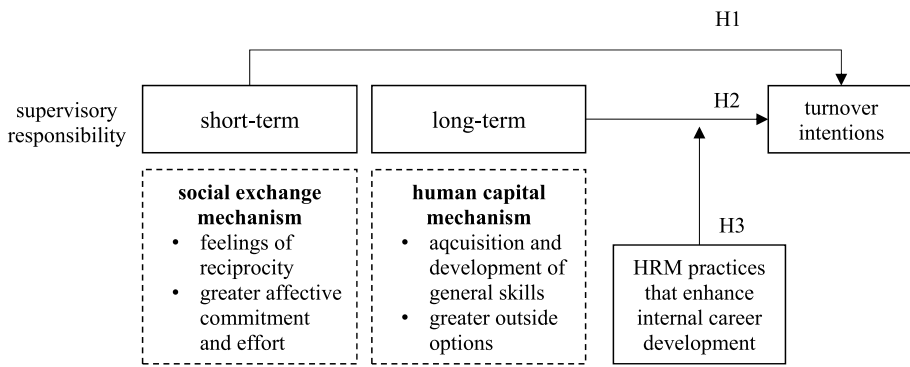 H1
supervisory
responsibility
short-term
long-term
H2
turnover
intentions
social exchange
mechanism
• feelings of
reciprocity
• greater affective
commitment
and effort
human capital
mechanism
• aqcuisition and
development of
general skills
• greater outside
options
H3
HRM practices
that enhance
internal career
development